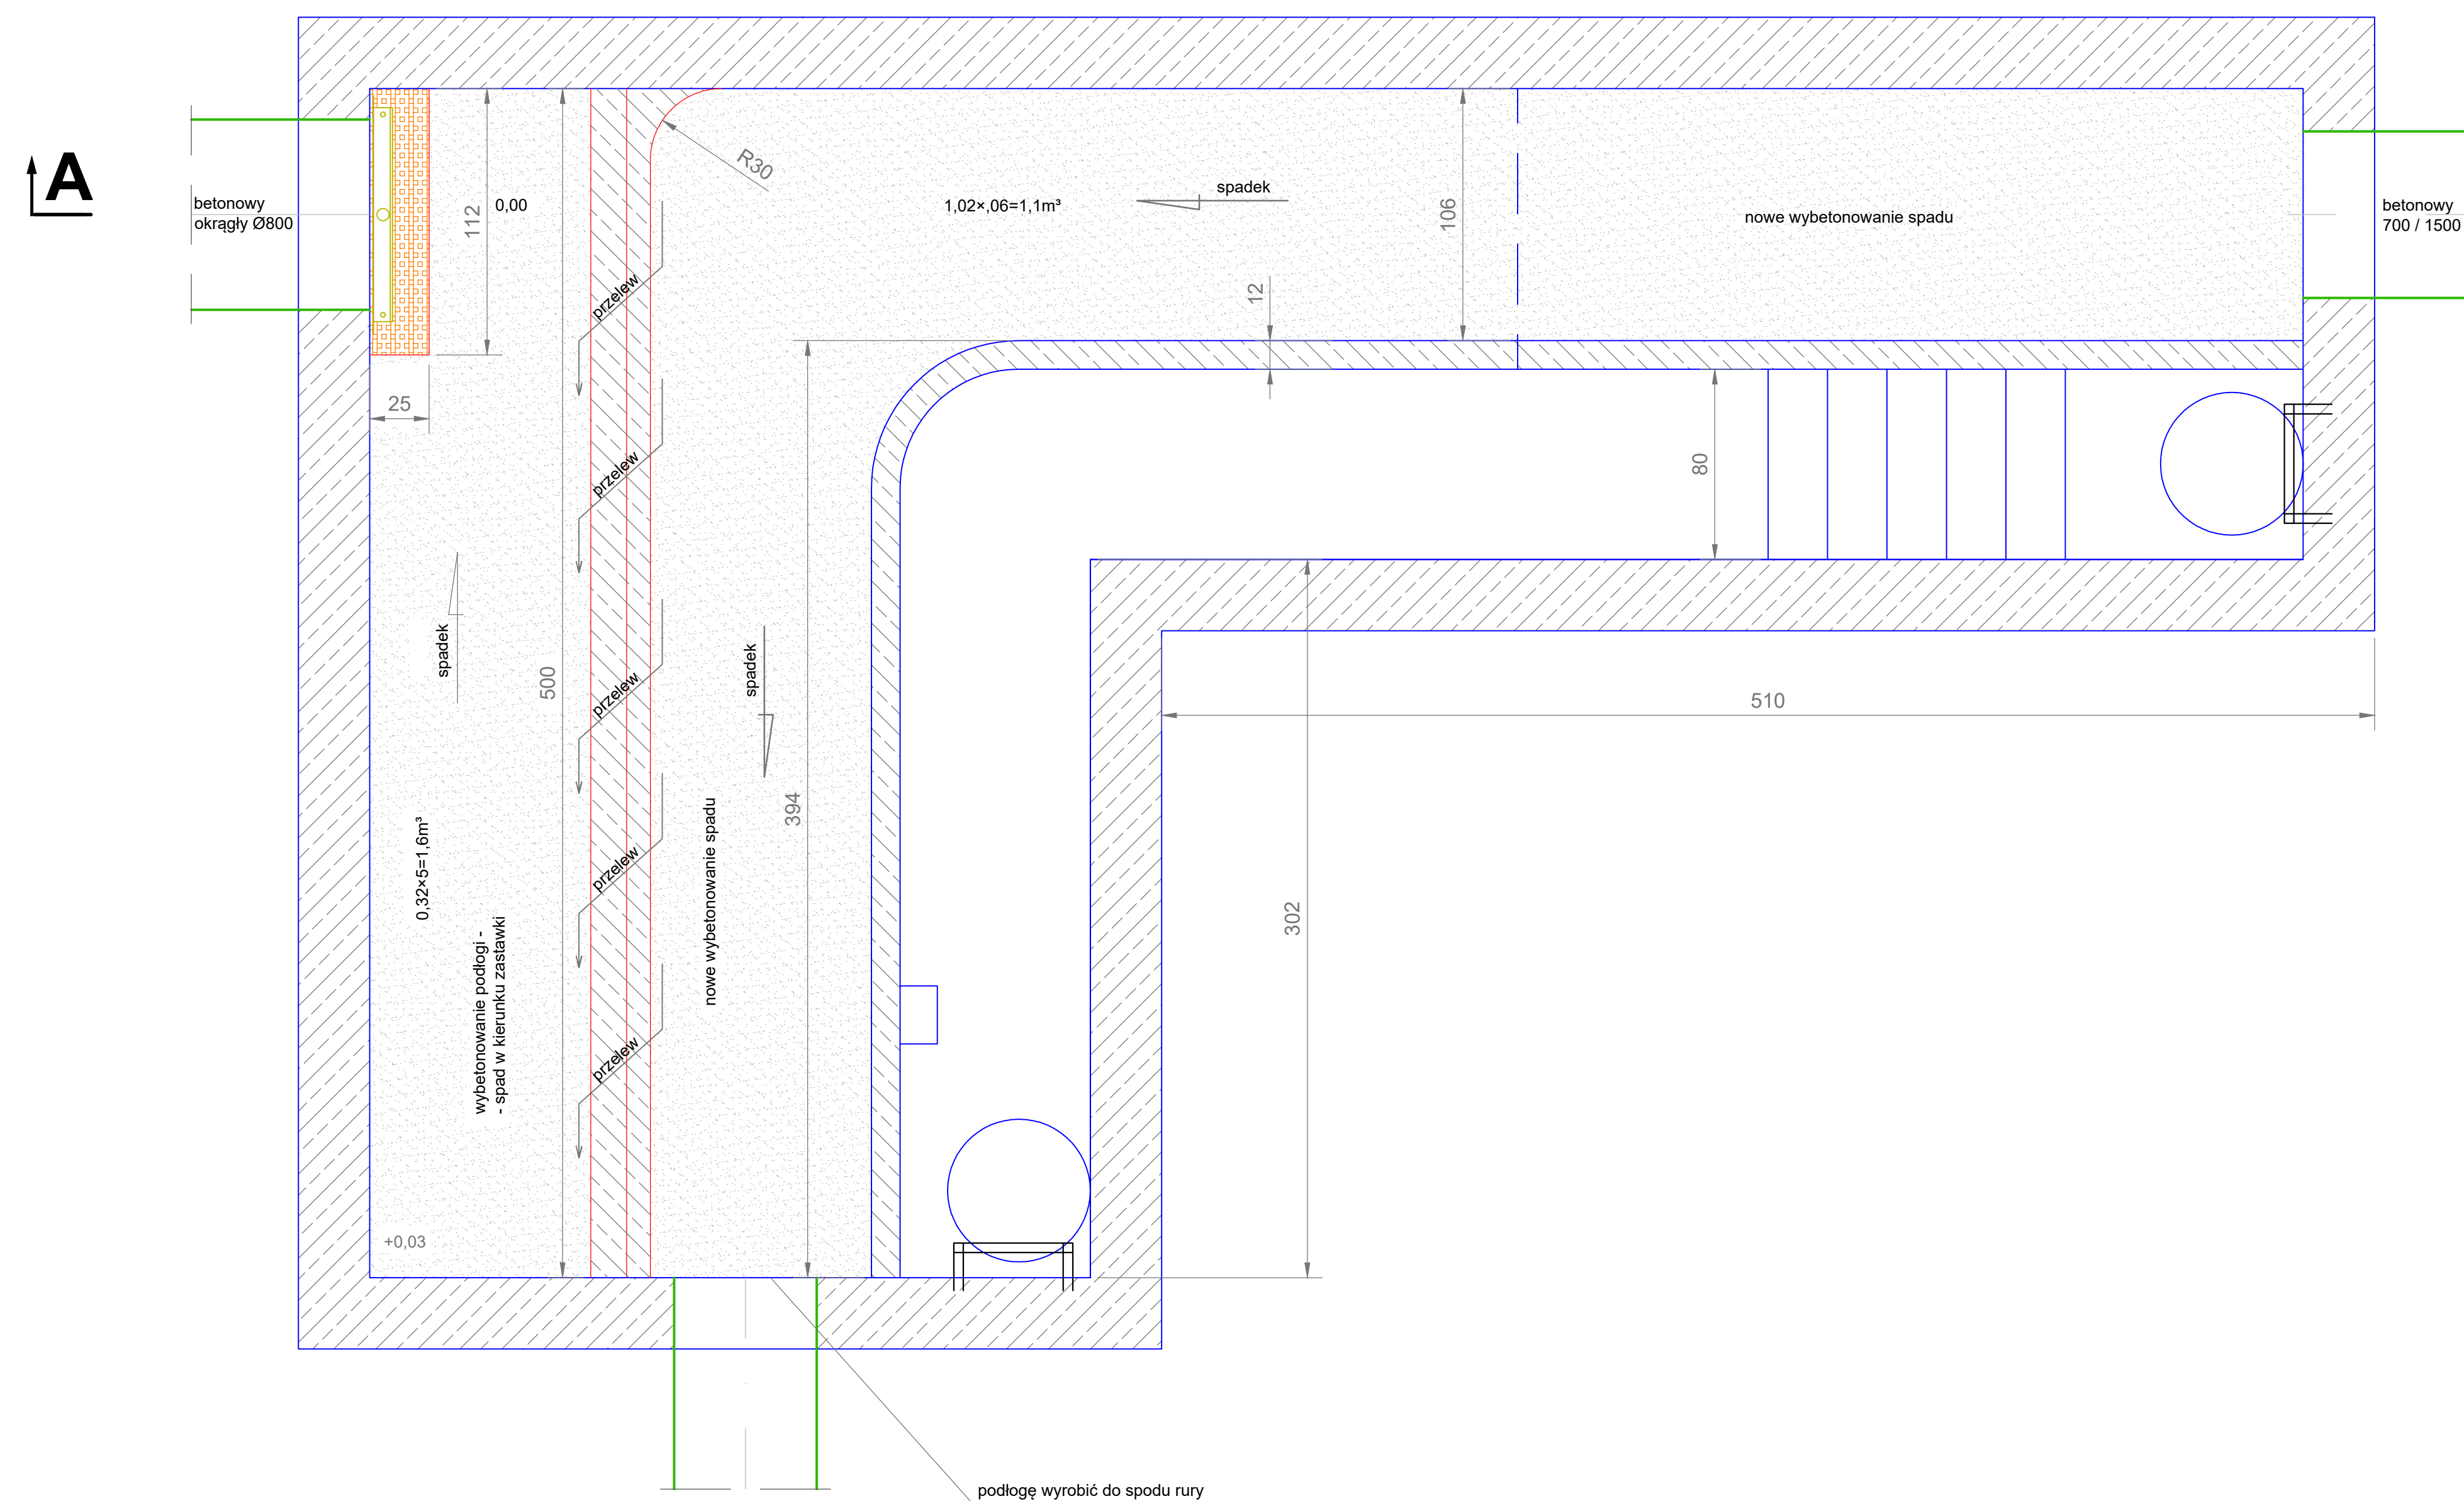 A
betonowy
okrągły Ø800
112
0,00
R30
1,02×,06=1,1m³
spadek
106
nowe wybetonowanie spadu
betonowy
700 / 1500
12
25
80
przelew
przelew
przelew
przelew
przelew
spadek
500
spadek
394
510
302
0,32×5=1,6m³
wybetonowanie podłogi -
- spad w kierunku zastawki
nowe wybetonowanie spadu
+0,03
podłogę wyrobić do spodu rury